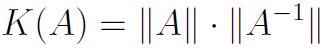 K(A) = ‖A‖ · ‖A⁻¹‖